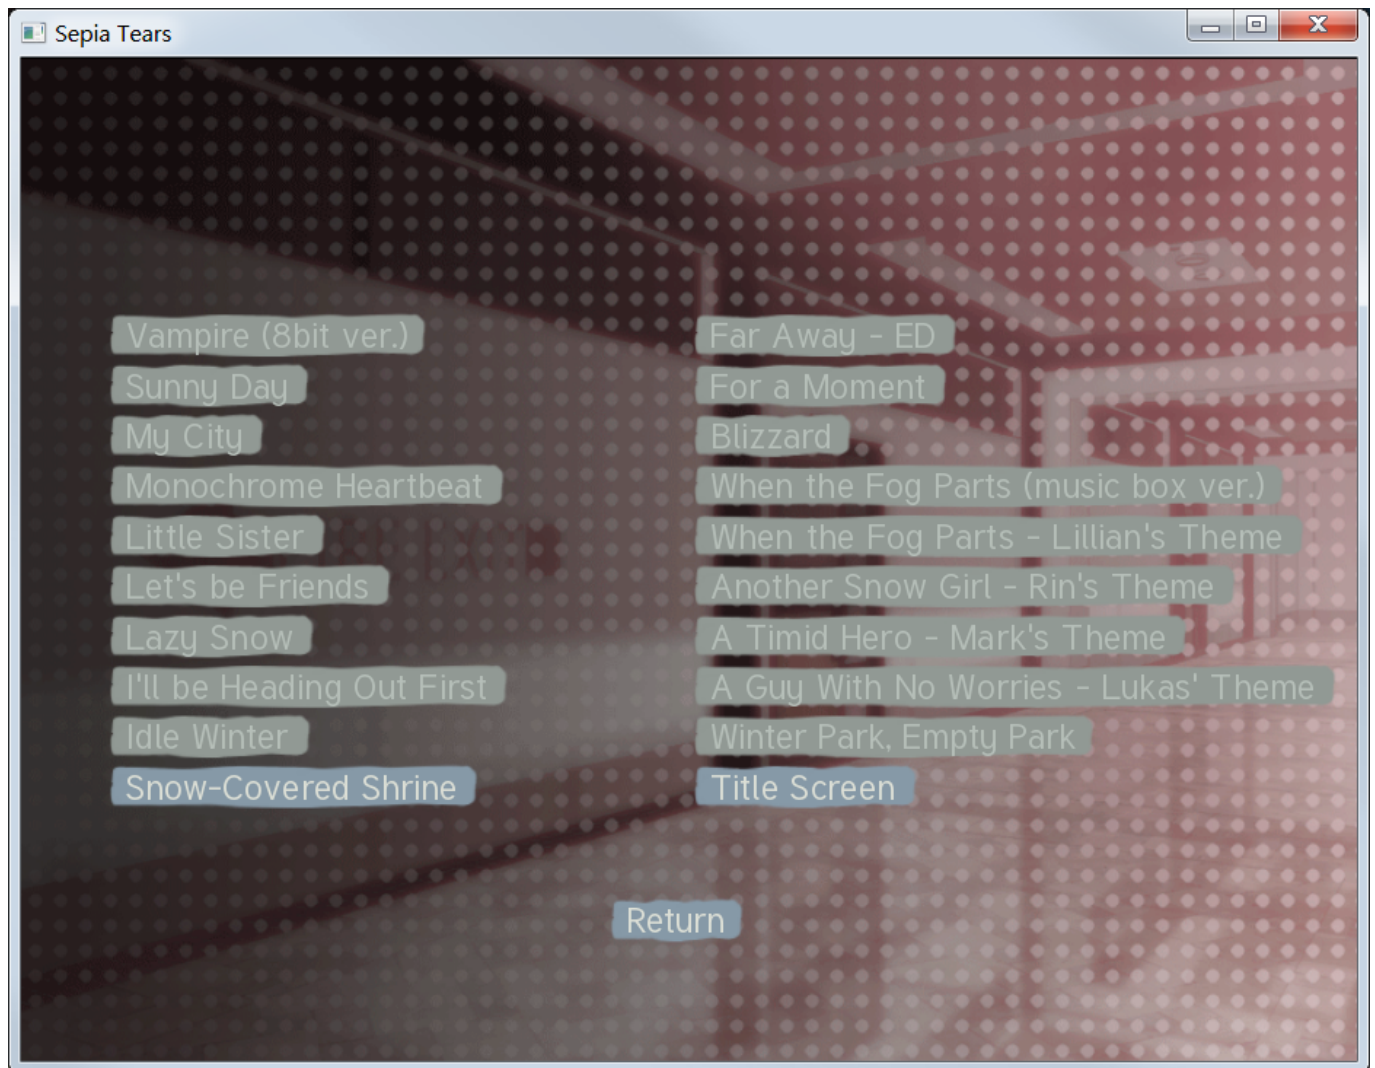 Sepia Tears
Vampire (8bit ver.)
Sunny Day
My City
Monochrome Heartbeat
Little Sister
Let's be Friends
Lazy Snow
I'll be Heading Out First
Idle Winter
Snow-Covered Shrine
Far Away - ED
For a Moment
Blizzard
When the Fog Parts (music box ver.)
When the Fog Parts - Lillian's Theme
Another Snow Girl - Rin's Theme
A Timid Hero - Mark's Theme
A Guy With No Worries - Lukas' Theme
Winter Park, Empty Park
Title Screen
Return